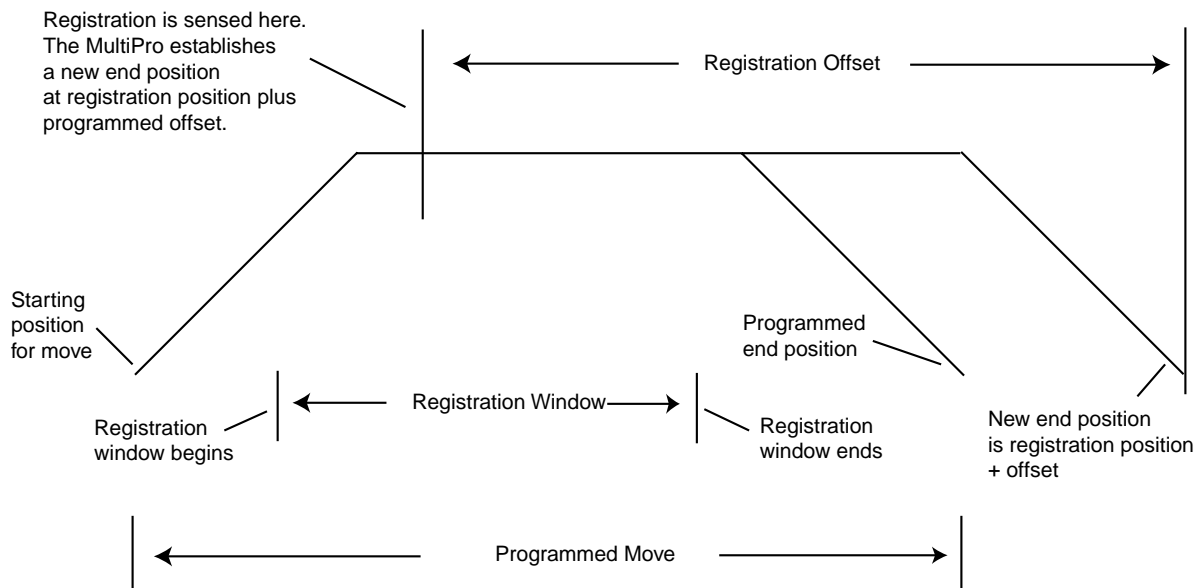 Registration is sensed here.
The MultiPro establishes
a new end position
at registration position plus
programmed offset.
Registration Offset
Starting
position
for move
Programmed
end position
Registration
window begins
Registration Window
Registration
window ends
New end position
is registration position
+ offset
Programmed Move